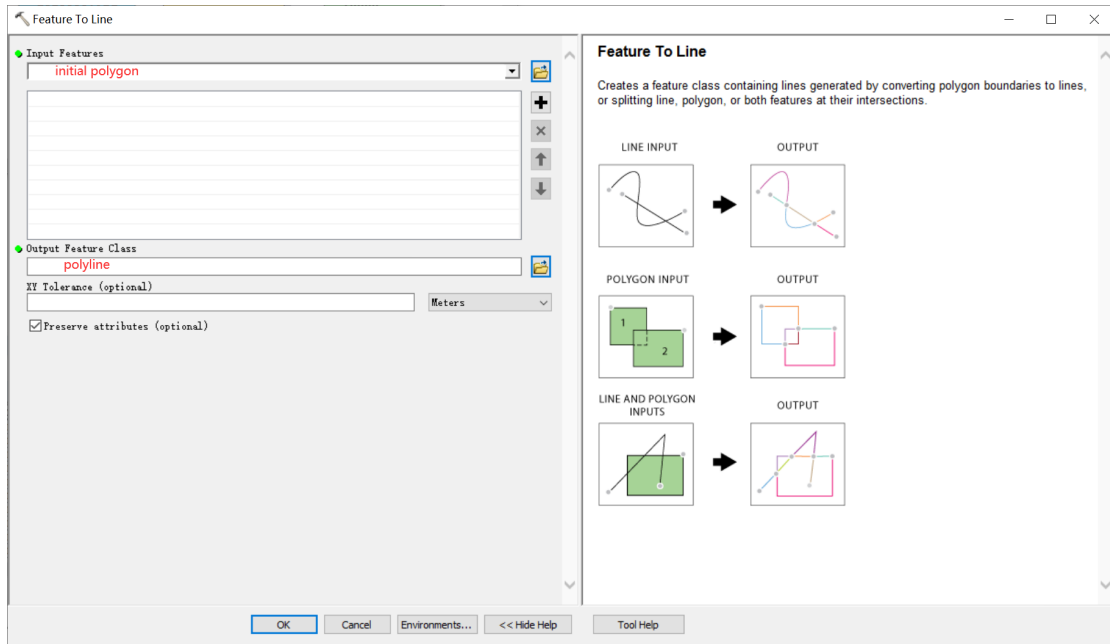 Feature To Line
Input Features
initial polygon
Output Feature Class
polyline
XY Tolerance (optional)
Meters
Preserve attributes (optional)
OK
Cancel
Environments...
<< Hide Help
Tool Help
Feature To Line
Creates a feature class containing lines generated by converting polygon boundaries to lines,
or splitting line, polygon, or both features at their intersections.
LINE INPUT
OUTPUT
POLYGON INPUT
OUTPUT
1
2
LINE AND POLYGON
INPUTS
OUTPUT